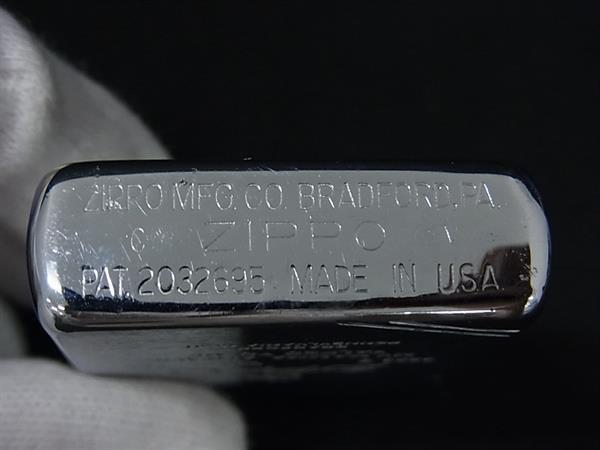 ZIPPO MFG. CO. BRADFORD, PA.
ZIPPO
PAT. 2032695 MADE IN U.S.A.